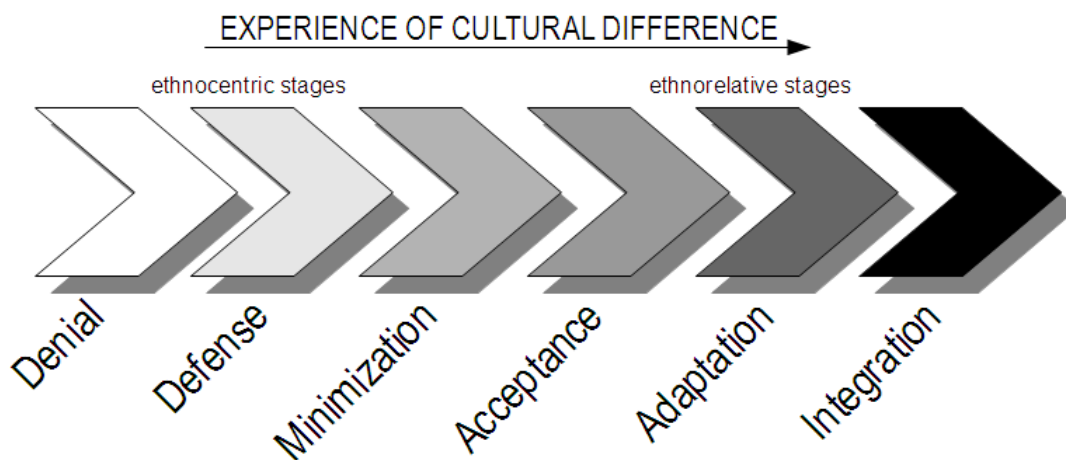 EXPERIENCE OF CULTURAL DIFFERENCE
ethnocentric stages
ethnorelative stages
Denial
Defense
Minimization
Acceptance
Adaptation
Integration